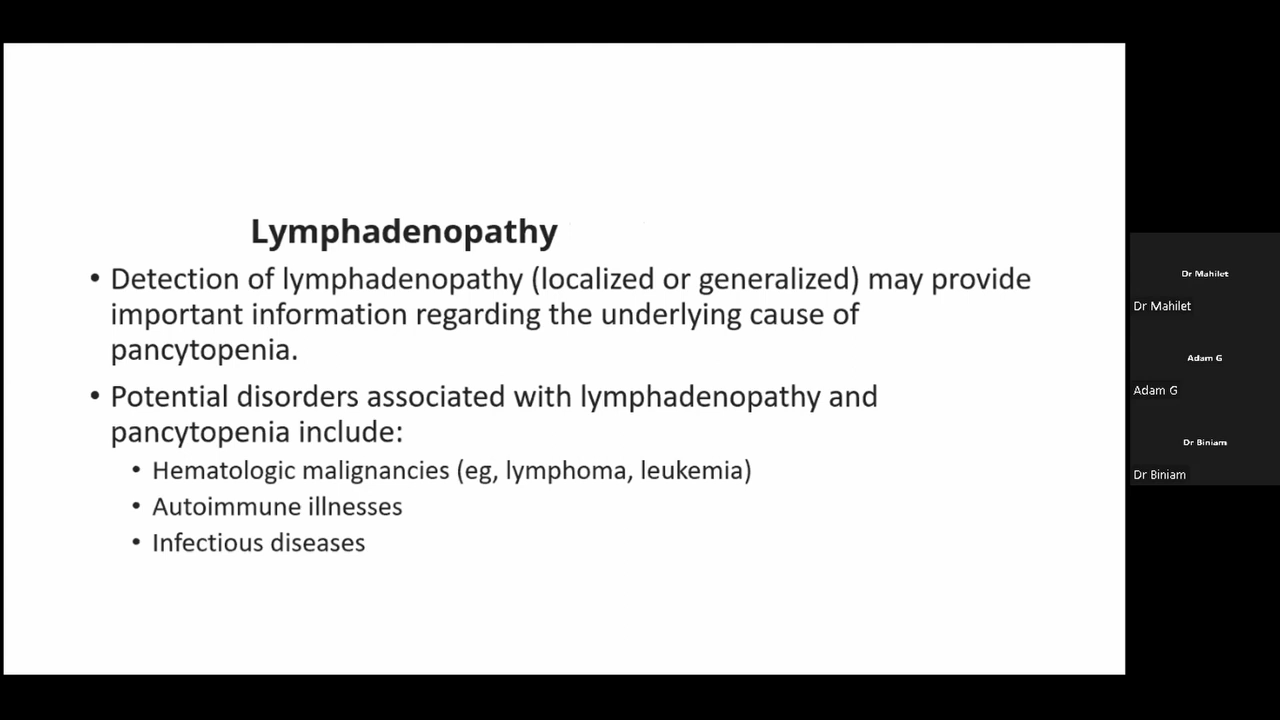 Lymphadenopathy
• Detection of lymphadenopathy (localized or generalized) may provide
important information regarding the underlying cause of
pancytopenia.
• Potential disorders associated with lymphadenopathy and
pancytopenia include:
• Hematologic malignancies (eg, lymphoma, leukemia)
• Autoimmune illnesses
• Infectious diseases
Dr Mahilet
Dr Mahilet
Adam G
Adam G
Dr Biniam
Dr Biniam